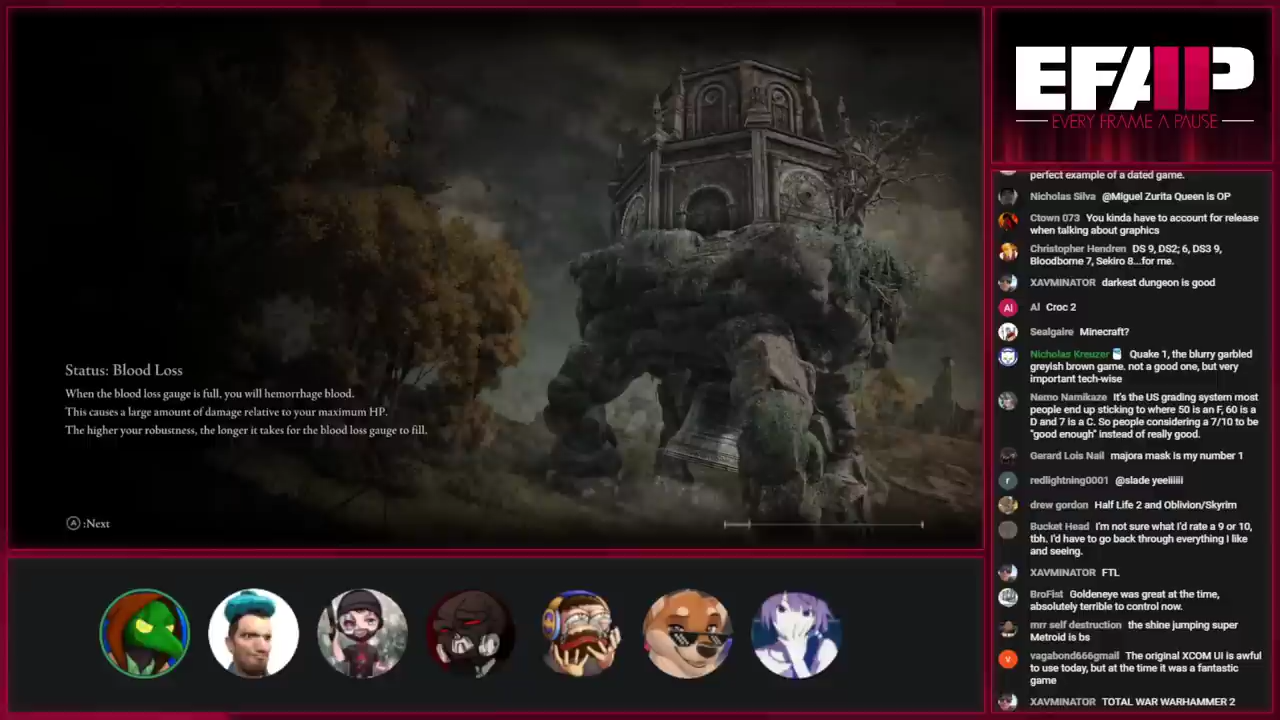 Status: Blood Loss
When the blood loss gauge is full, you will hemorrhage blood.
This causes a large amount of damage relative to your maximum HP.
The higher your robustness, the longer it takes for the blood loss gauge to fill.
A :Next
EFAP
EVERY FRAME A PAUSE
perfect example of a dated game.
Nicholas Silva @Miguel Zurita Queen is OP
Ctown 073 You kinda have to account for release
when talking about graphics
Christopher Hendren DS 9, DS2; 6, DS3 9,
Bloodborne 7, Sekiro 8...for me.
XAVMINATOR darkest dungeon is good
Al Al Croc 2
Sealgaire Minecraft?
Nicholas Kreuzer Quake 1, the blurry garbled
greyish brown game. not a good one, but very
important tech-wise
Nemo Namikaze It's the US grading system most
people end up sticking to where 50 is an F, 60 is a
D and 7 is a C. So people considering a 7/10 to be
"good enough" instead of really good.
Gerard Lois Nail majora mask is my number 1
r redlightning0001 @slade yeeiiiiii
drew gordon Half Life 2 and Oblivion/Skyrim
Bucket Head I'm not sure what I'd rate a 9 or 10,
tbh. I'd have to go back through everything I like
and seeing.
XAVMINATOR FTL
BroFist Goldeneye was great at the time,
absolutely terrible to control now.
mrr self destruction the shine jumping super
Metroid is bs
v vagabond666gmail The original XCOM UI is awful
to use today, but at the time it was a fantastic
game
XAVMINATOR TOTAL WAR WARHAMMER 2